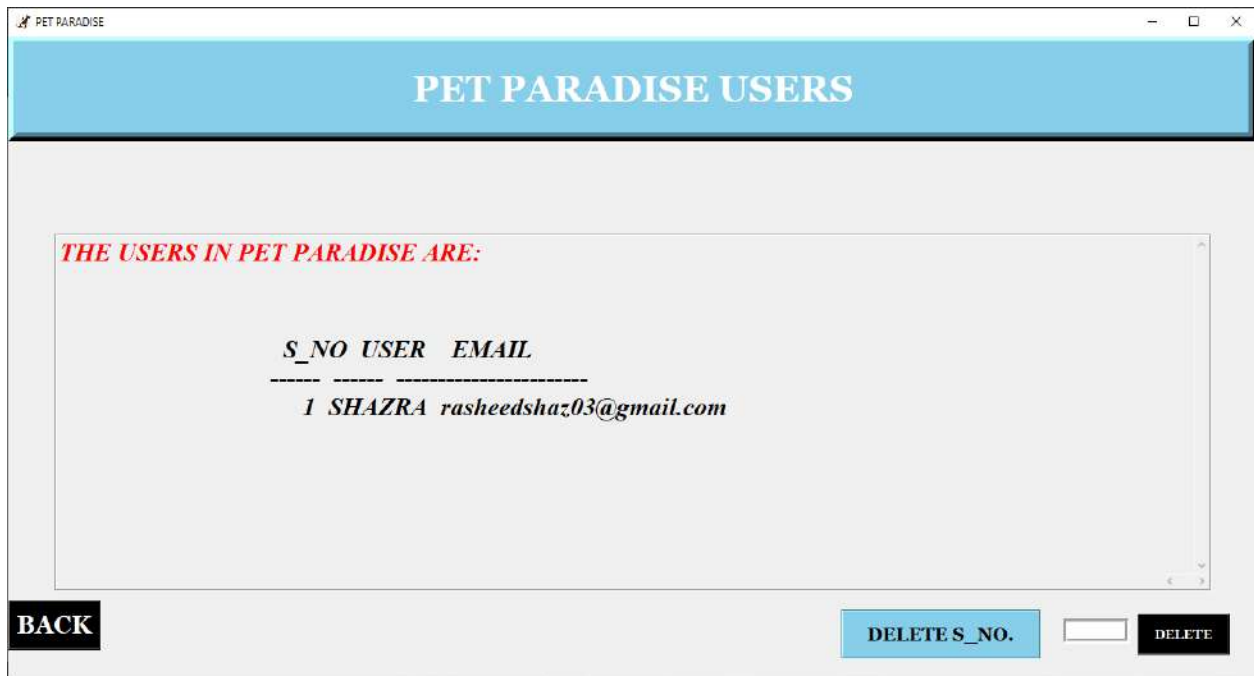 PET PARADISE
PET PARADISE USERS
THE USERS IN PET PARADISE ARE:
S_NO USER EMAIL
------ ------ -----------------------
1 SHAZRA rasheedshaz03@gmail.com
BACK
DELETE S_NO.
DELETE